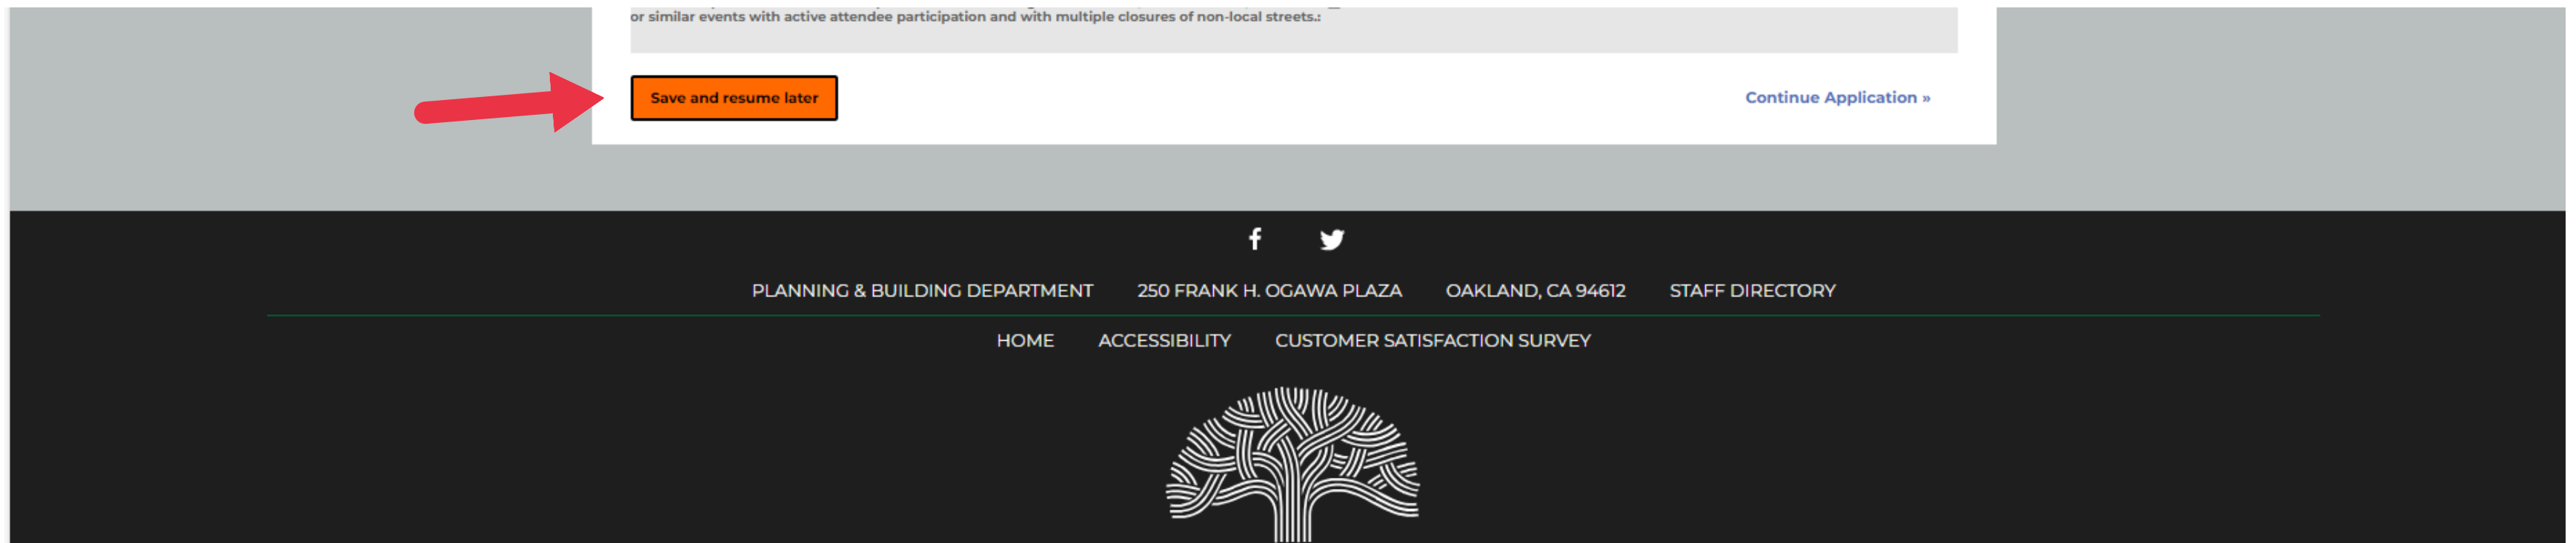 or similar events with active attendee participation and with multiple closures of non-local streets.:
Save and resume later
Continue Application »
PLANNING & BUILDING DEPARTMENT 250 FRANK H. OGAWA PLAZA OAKLAND, CA 94612 STAFF DIRECTORY
HOME ACCESSIBILITY CUSTOMER SATISFACTION SURVEY